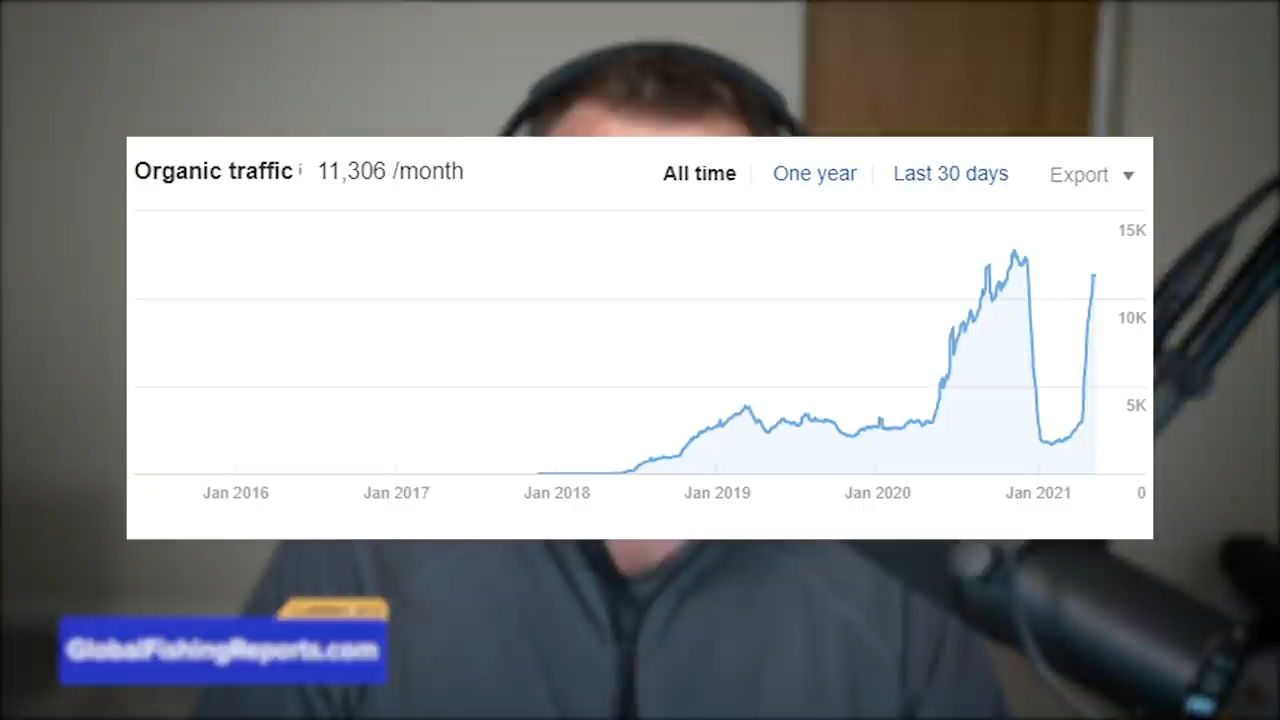 Organic traffic i 11,306 /month
All time One year Last 30 days Export
15K
10K
5K
Jan 2016 Jan 2017 Jan 2018 Jan 2019 Jan 2020 Jan 2021 0
GlobalFishingReports.com